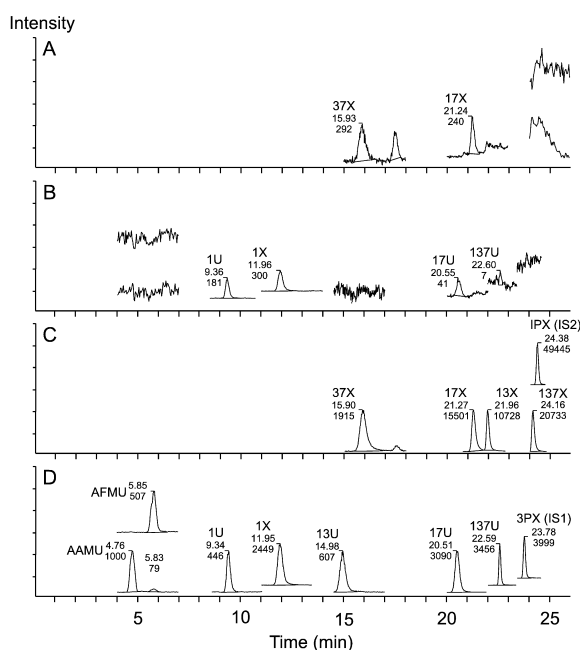 Intensity
A
37X
15.93
292
17X
21.24
240
B
1U
9.36
181
1X
11.96
300
17U
20.55
41
137U
22.60
7
C
IPX (IS2)
24.38
49445
37X
15.90
1915
17X
21.27
15501
13X
21.96
10728
137X
24.16
20733
D
AFMU
5.85
507
AAMU
4.76
1000
5.83
79
1U
9.34
446
1X
11.95
2449
13U
14.98
607
17U
20.51
3090
137U
22.59
3456
3PX (IS1)
23.78
3999
5 10 15 20 25
Time (min)